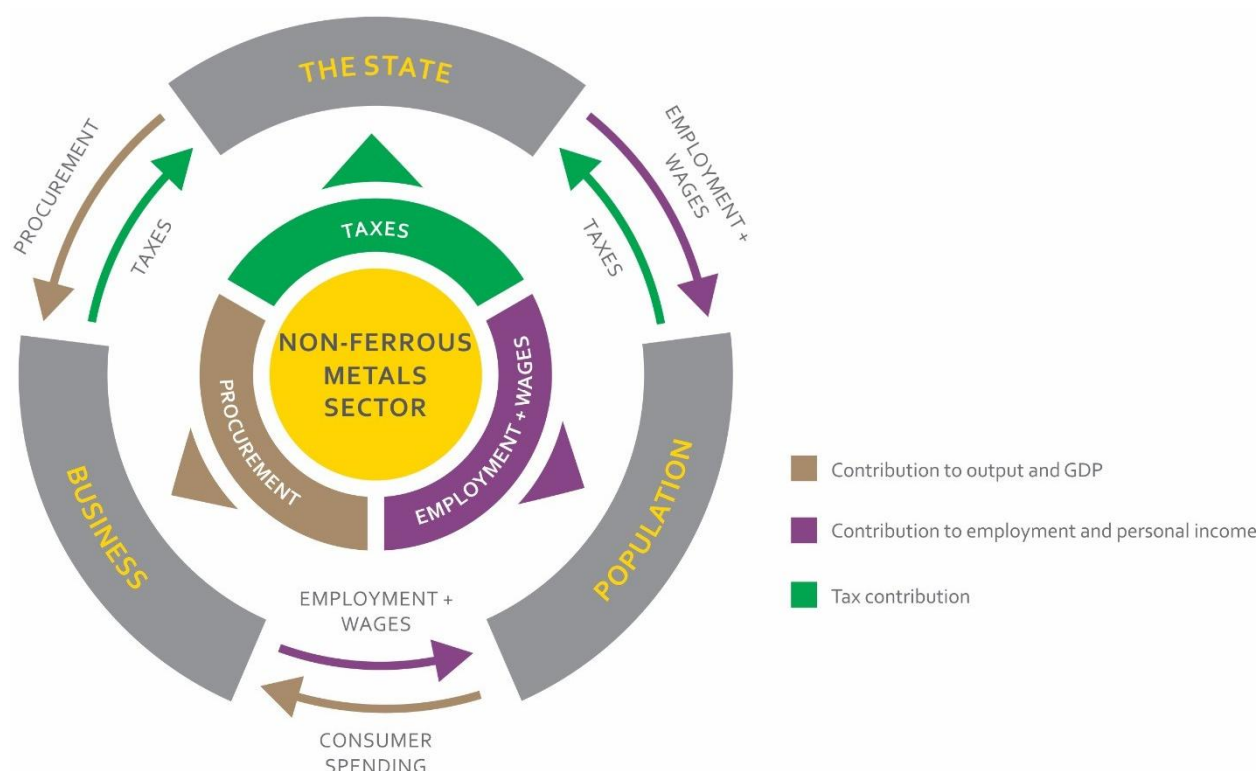 THE STATE
PROCUREMENT
TAXES
EMPLOYMENT +
WAGES
TAXES
TAXES
NON-FERROUS
METALS
SECTOR
PROCUREMENT
EMPLOYMENT + WAGES
BUSINESS
POPULATION
EMPLOYMENT +
WAGES
CONSUMER
SPENDING
Contribution to output and GDP
Contribution to employment and personal income
Tax contribution